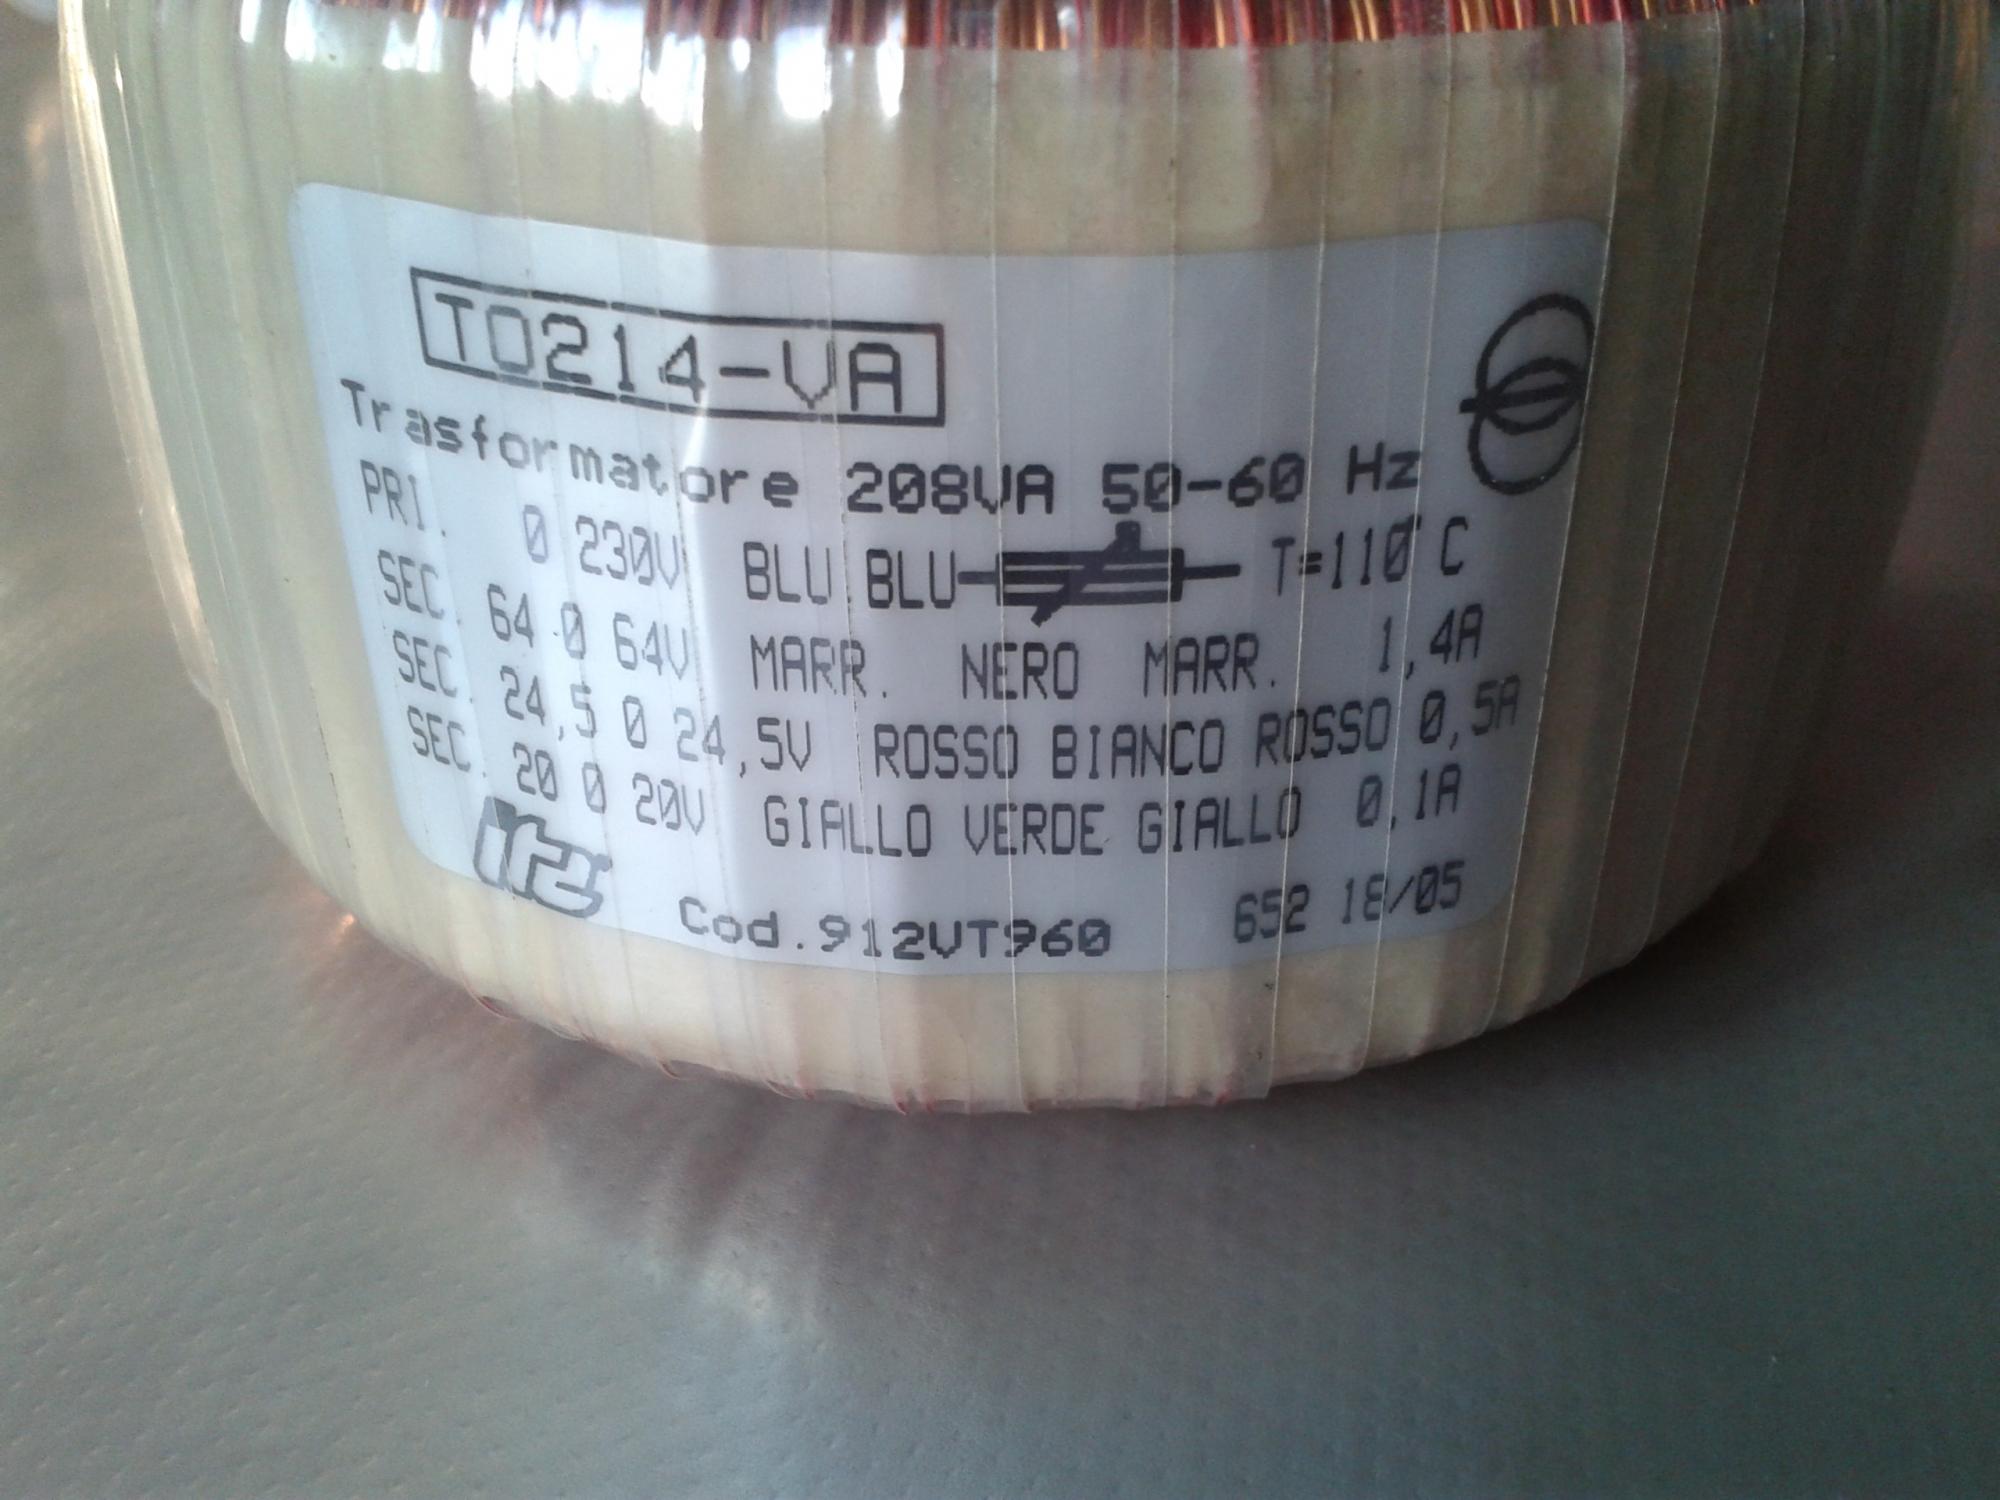 TO214-VA
Trasformatore 208VA 50-60 Hz
PRI. 0 230V BLU BLU T=110°C
SEC. 64 0 64V MARR. NERO MARR. 1,4A
SEC. 24,5 0 24,5V ROSSO BIANCO ROSSO 0,5A
SEC. 20 0 20V GIALLO VERDE GIALLO 0,1A
itz
Cod.912VT960 652 18/05